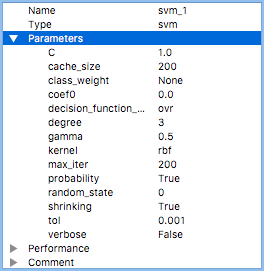 Name svm_1
Type svm
Parameters
C 1.0
cache_size 200
class_weight None
coef0 0.0
decision_function_... ovr
degree 3
gamma 0.5
kernel rbf
max_iter 200
probability True
random_state 0
shrinking True
tol 0.001
verbose False
Performance
Comment